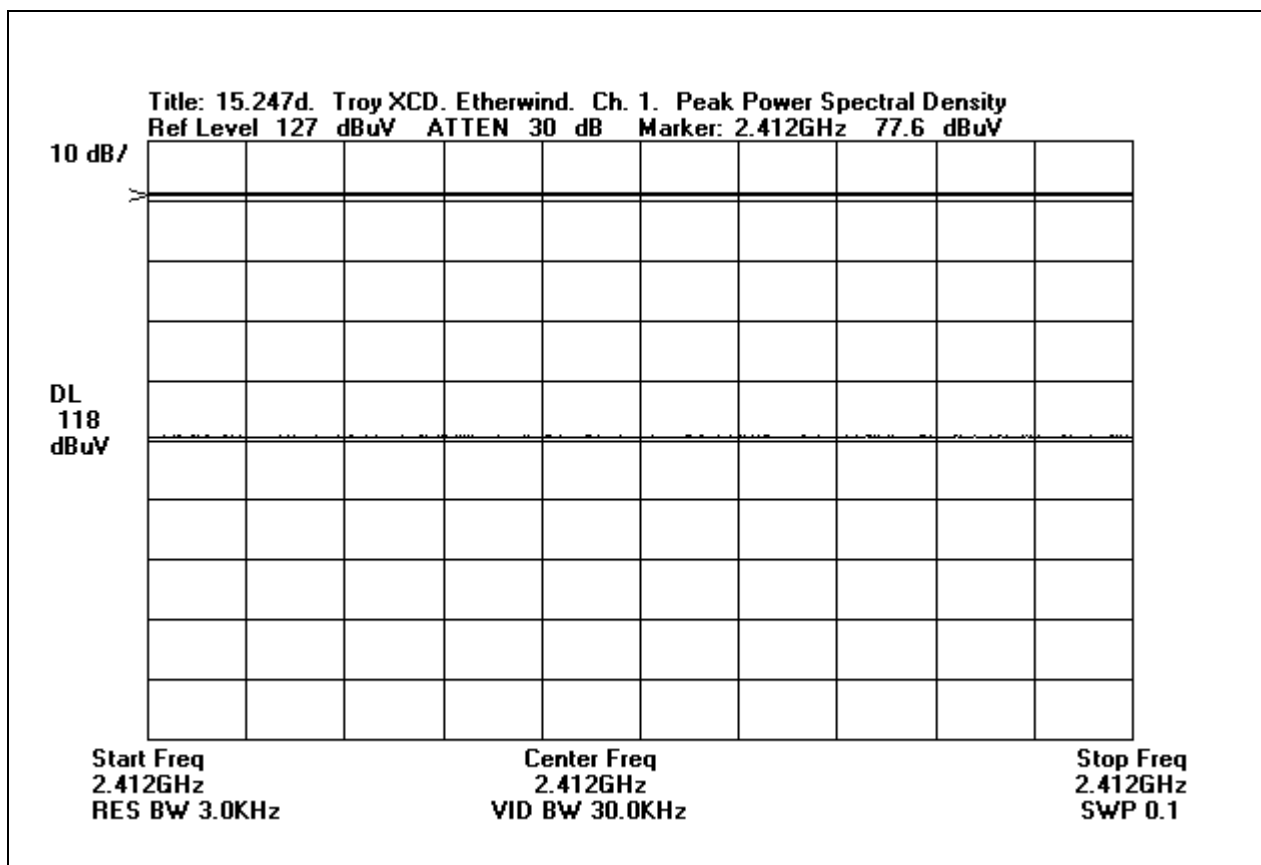 Title: 15.247d. Troy XCD. Etherwind. Ch. 1. Peak Power Spectral Density
Ref Level 127 dBuV ATTEN 30 dB Marker: 2.412GHz 77.6 dBuV
10 dB/
DL
118
dBuV
Start Freq Center Freq Stop Freq
2.412GHz 2.412GHz 2.412GHz
RES BW 3.0KHz VID BW 30.0KHz SWP 0.1